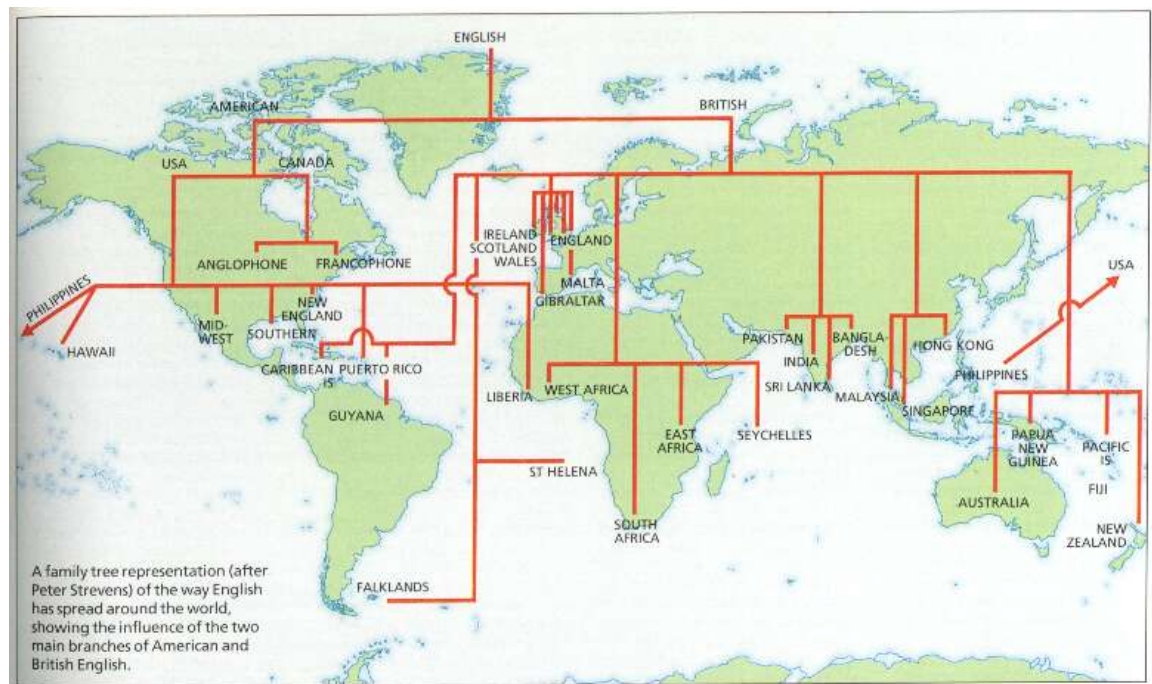 ENGLISH
AMERICAN
BRITISH
USA
CANADA
ANGLOPHONE
FRANCOPHONE
IRELAND
SCOTLAND
WALES
ENGLAND
MALTA
GIBRALTAR
USA
PHILIPPINES
HAWAII
MID-
WEST
SOUTHERN
NEW
ENGLAND
CARIBBEAN
IS
PUERTO RICO
GUYANA
LIBERIA
WEST AFRICA
EAST
AFRICA
SEYCHELLES
SOUTH
AFRICA
ST HELENA
FALKLANDS
PAKISTAN
INDIA
SRI LANKA
BANGLA-
DESH
MALAYSIA
SINGAPORE
HONG KONG
PHILIPPINES
PAPUA
NEW
GUINEA
PACIFIC
IS
FIJI
AUSTRALIA
NEW
ZEALAND
A family tree representation (after
Peter Strevens) of the way English
has spread around the world,
showing the influence of the two
main branches of American and
British English.